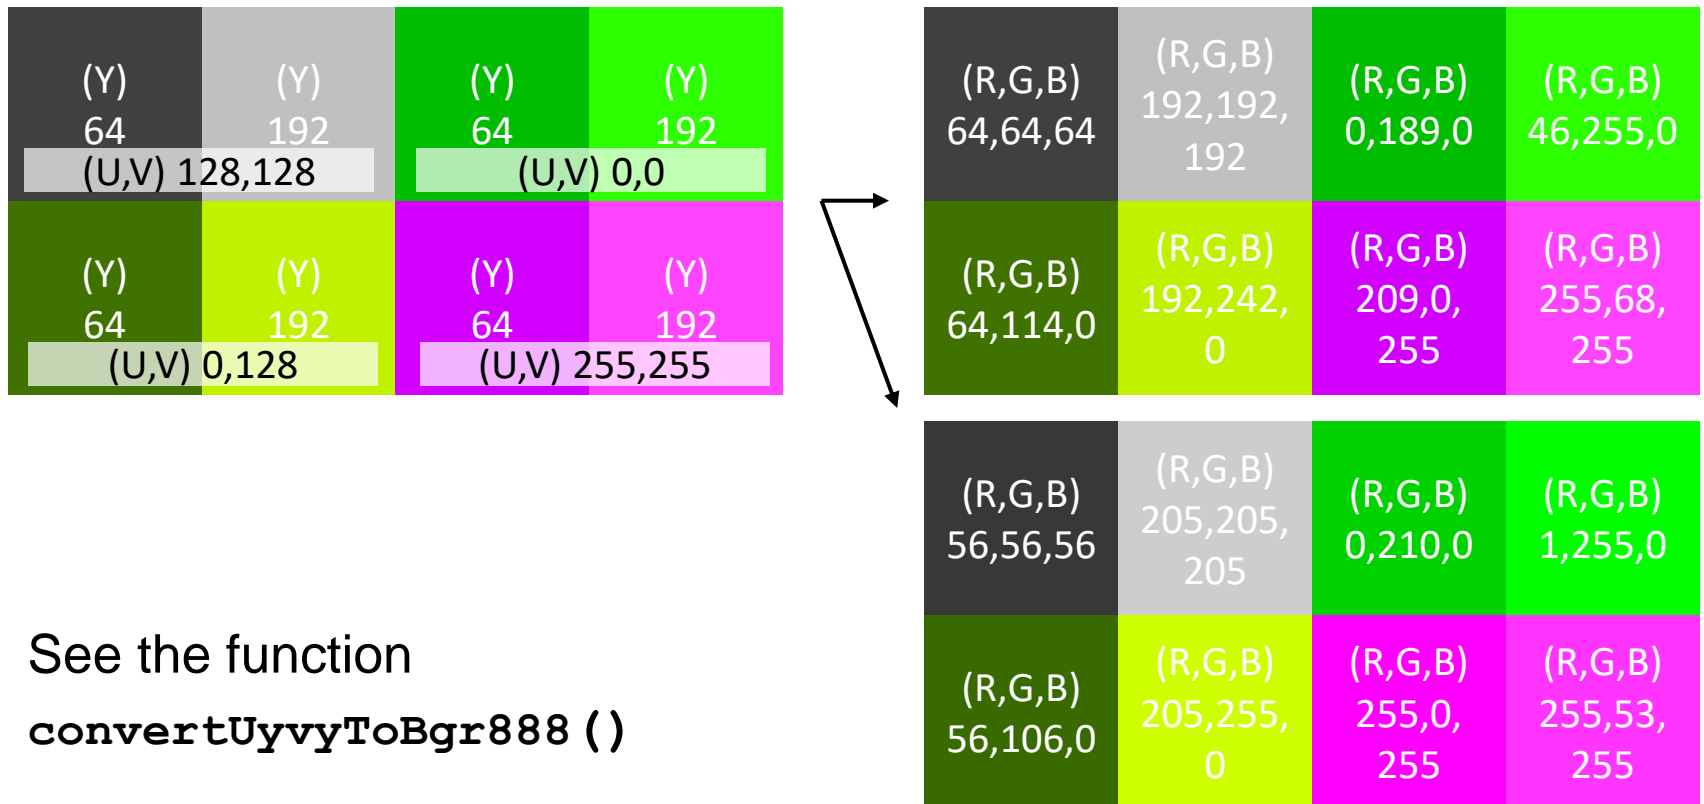 (Y)
64
(Y)
192
(U,V) 128,128
(Y)
64
(Y)
192
(U,V) 0,0
(Y)
64
(Y)
192
(U,V) 0,128
(Y)
64
(Y)
192
(U,V) 255,255
(R,G,B)
64,64,64
(R,G,B)
192,192,
192
(R,G,B)
0,189,0
(R,G,B)
46,255,0
(R,G,B)
64,114,0
(R,G,B)
192,242,
0
(R,G,B)
209,0,
255
(R,G,B)
255,68,
255
(R,G,B)
56,56,56
(R,G,B)
205,205,
205
(R,G,B)
0,210,0
(R,G,B)
1,255,0
(R,G,B)
56,106,0
(R,G,B)
205,255,
0
(R,G,B)
255,0,
255
(R,G,B)
255,53,
255
See the function
convertUyvyToBgr888()